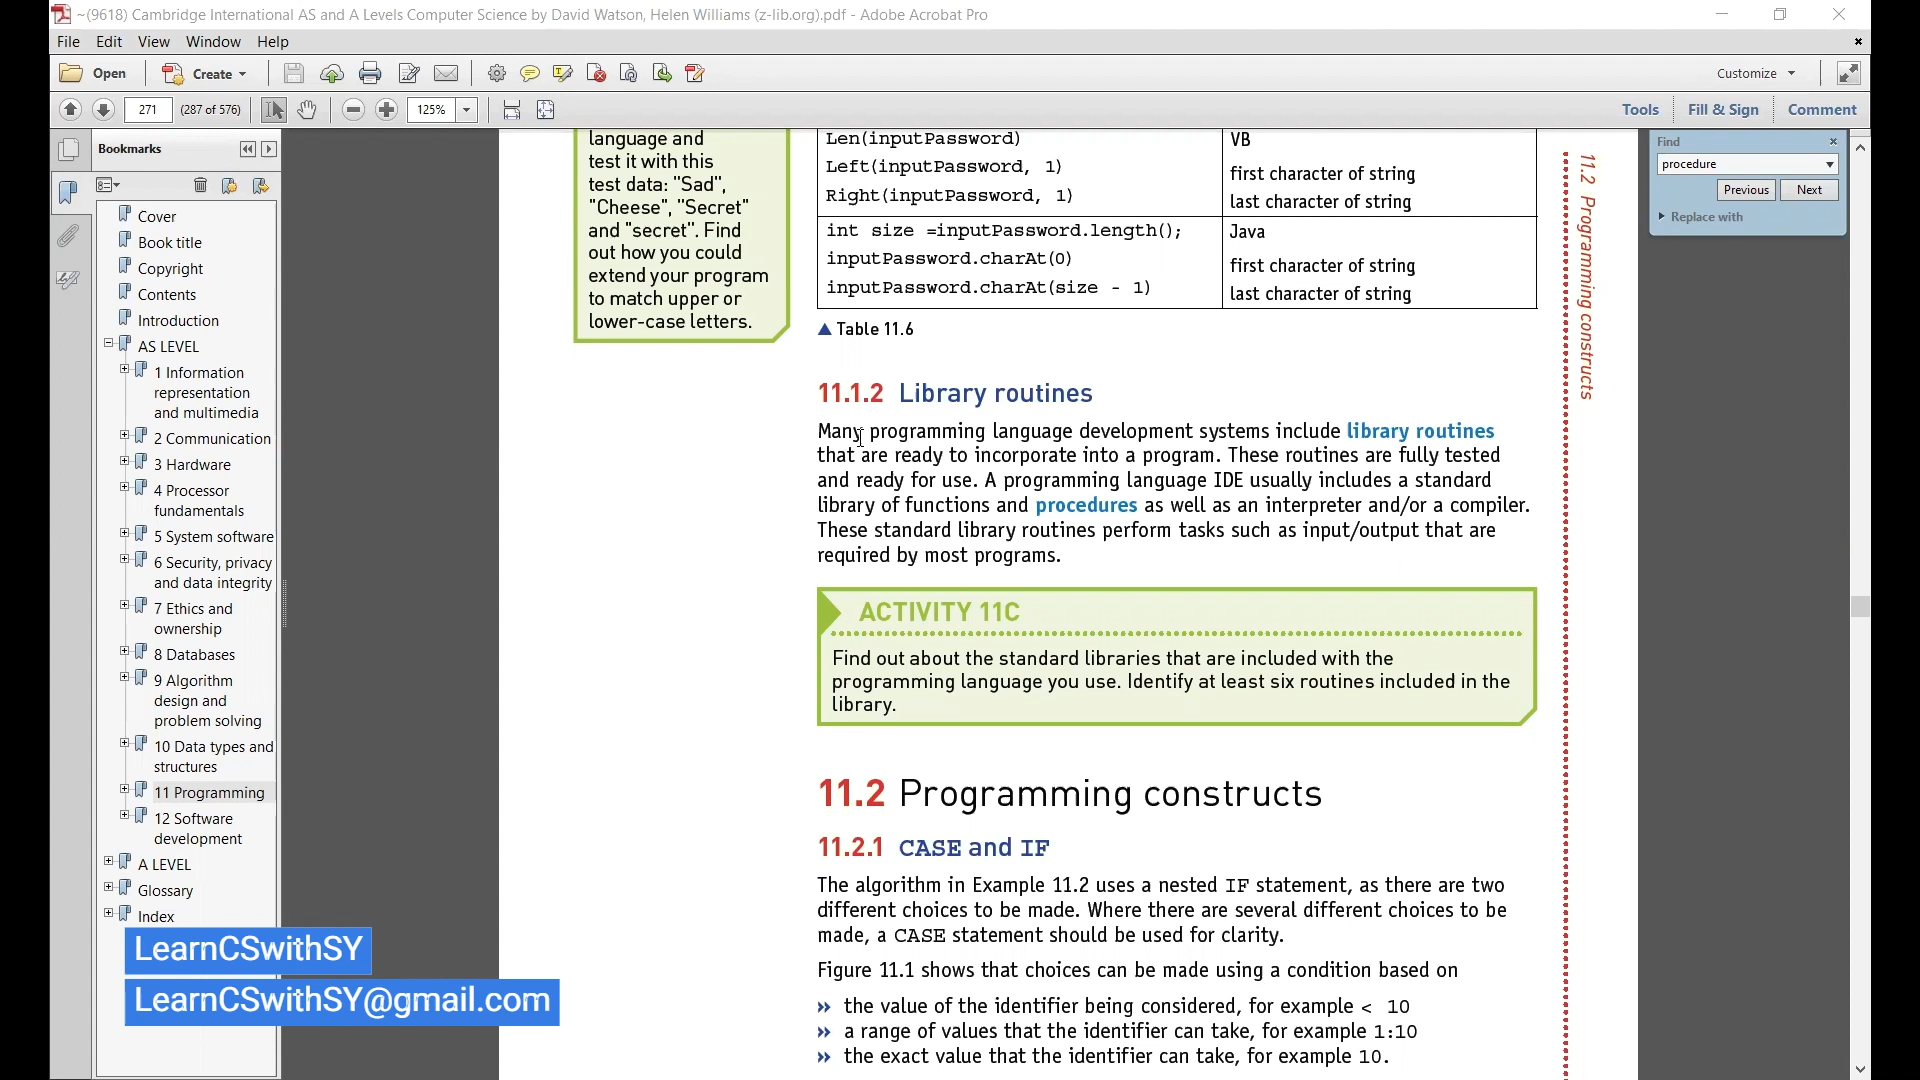 ~(9618) Cambridge International AS and A Levels Computer Science by David Watson, Helen Williams (z-lib.org).pdf - Adobe Acrobat Pro
File Edit View Window Help
Open Create Customize
271 (287 of 576) 125% Tools Fill & Sign Comment
Bookmarks
Cover
Book title
Copyright
Contents
Introduction
AS LEVEL
1 Information
representation
and multimedia
2 Communication
3 Hardware
4 Processor
fundamentals
5 System software
6 Security, privacy
and data integrity
7 Ethics and
ownership
8 Databases
9 Algorithm
design and
problem solving
10 Data types and
structures
11 Programming
12 Software
development
A LEVEL
Glossary
Index
LearnCSwithSY
LearnCSwithSY@gmail.com
language and
test it with this
test data: "Sad",
"Cheese", "Secret"
and "secret". Find
out how you could
extend your program
to match upper or
lower-case letters.
Len(inputPassword) VB
Left(inputPassword, 1) first character of string
Right(inputPassword, 1) last character of string
int size =inputPassword.length(); Java
inputPassword.charAt(0) first character of string
inputPassword.charAt(size - 1) last character of string
▲ Table 11.6
11.1.2 Library routines
Many programming language development systems include library routines
that are ready to incorporate into a program. These routines are fully tested
and ready for use. A programming language IDE usually includes a standard
library of functions and procedures as well as an interpreter and/or a compiler.
These standard library routines perform tasks such as input/output that are
required by most programs.
ACTIVITY 11C
Find out about the standard libraries that are included with the
programming language you use. Identify at least six routines included in the
library.
11.2 Programming constructs
11.2.1 CASE and IF
The algorithm in Example 11.2 uses a nested IF statement, as there are two
different choices to be made. Where there are several different choices to be
made, a CASE statement should be used for clarity.
Figure 11.1 shows that choices can be made using a condition based on
» the value of the identifier being considered, for example < 10
» a range of values that the identifier can take, for example 1:10
» the exact value that the identifier can take, for example 10.
11.2 Programming constructs
Find
procedure
Previous Next
Replace with